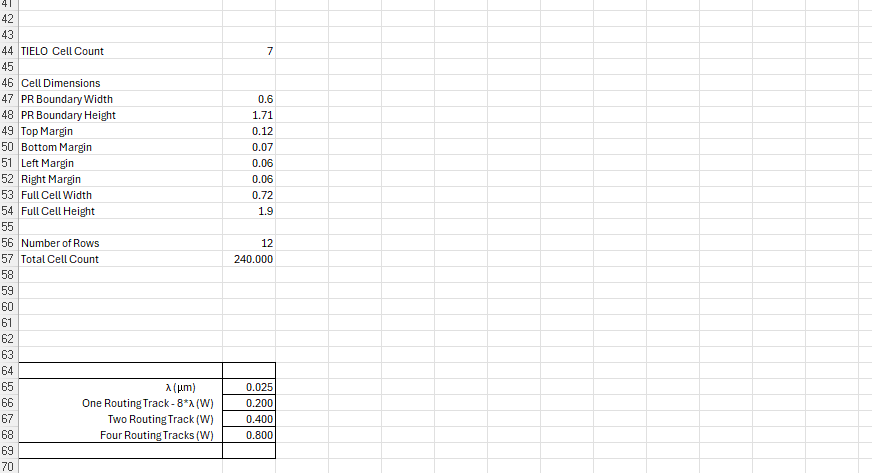 41
42
43
44 TIELO Cell Count 7
45
46 Cell Dimensions
47 PR Boundary Width 0.6
48 PR Boundary Height 1.71
49 Top Margin 0.12
50 Bottom Margin 0.07
51 Left Margin 0.06
52 Right Margin 0.06
53 Full Cell Width 0.72
54 Full Cell Height 1.9
55
56 Number of Rows 12
57 Total Cell Count 240.000
58
59
60
61
62
63
64
65 λ (μm) 0.025
66 One Routing Track - 8*λ (W) 0.200
67 Two Routing Track (W) 0.400
68 Four Routing Tracks (W) 0.800
69
70